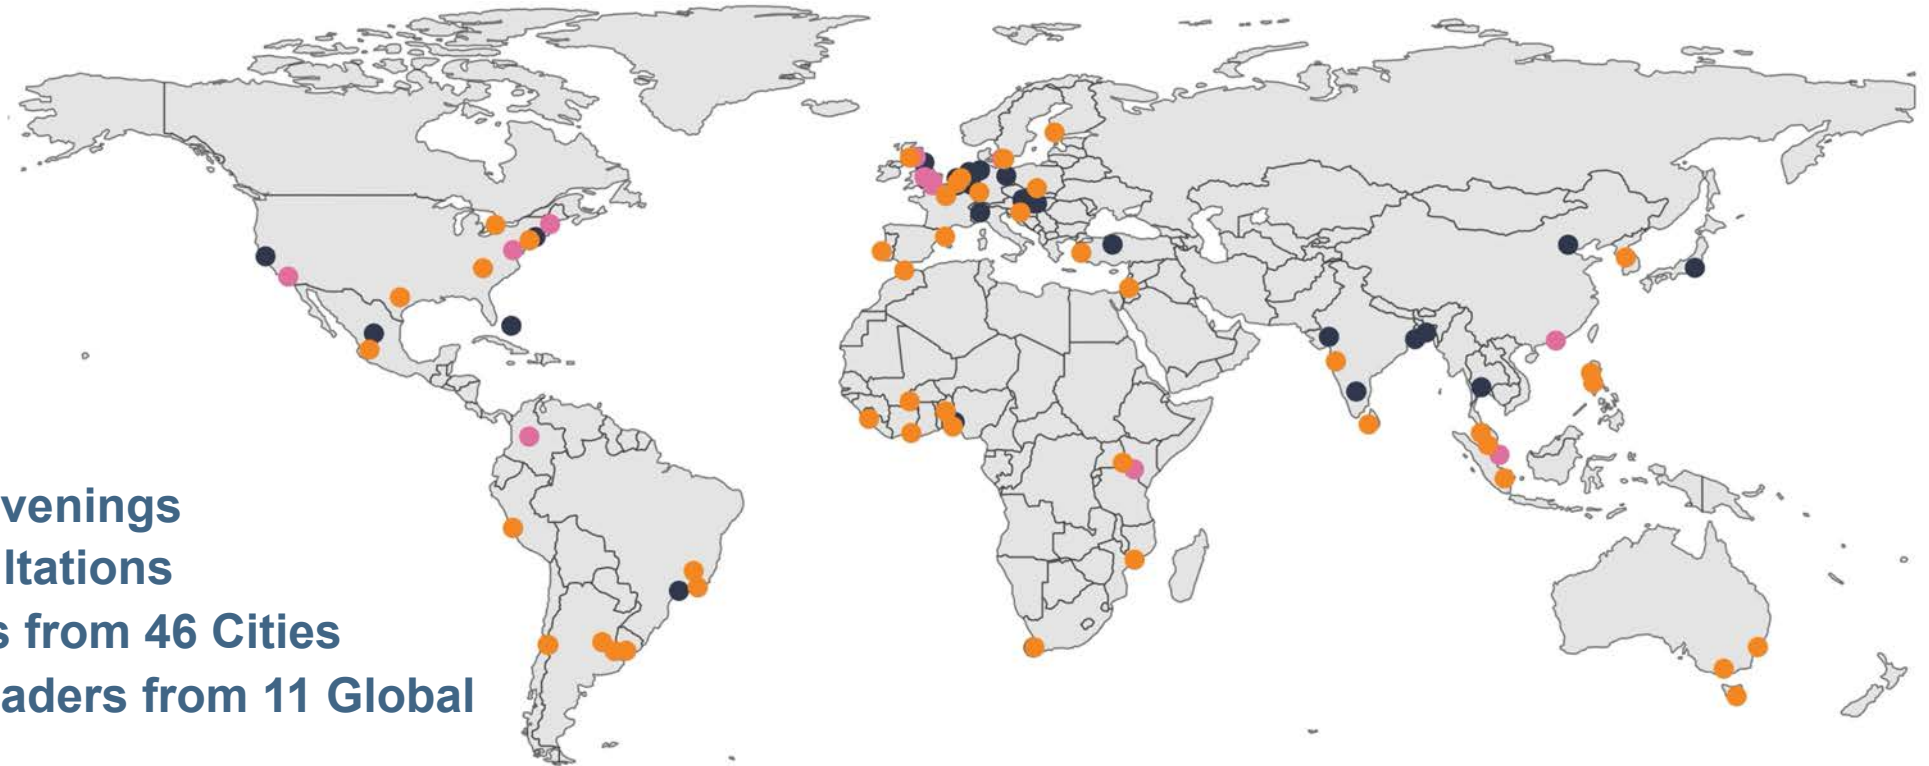 venings
ltations
s from 46 Cities
aders from 11 Global